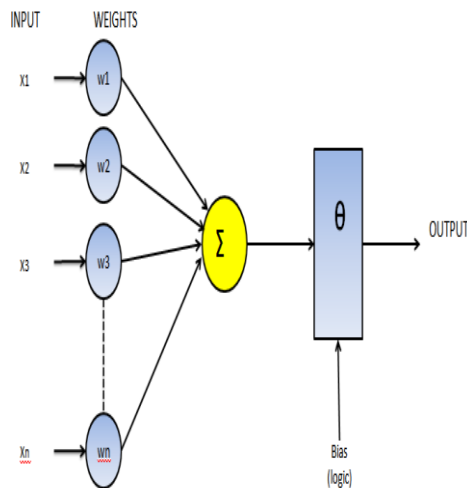 INPUT WEIGHTS
X1 w1
X2 w2
X3 w3
Σ
θ
OUTPUT
Xn wn
Bias
(logic)